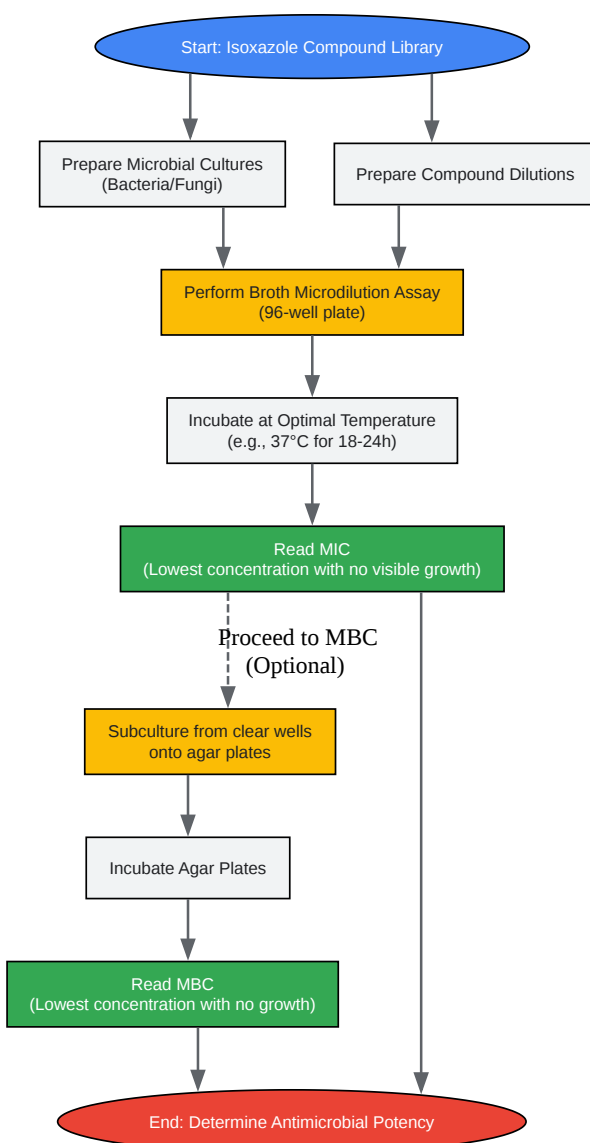 Start: Isoxazole Compound Library
Prepare Microbial Cultures
(Bacteria/Fungi)
Prepare Compound Dilutions
Perform Broth Microdilution Assay
(96-well plate)
Incubate at Optimal Temperature
(e.g., 37°C for 18-24h)
Read MIC
(Lowest concentration with no visible growth)
Proceed to MBC
(Optional)
Subculture from clear wells
onto agar plates
Incubate Agar Plates
Read MBC
(Lowest concentration with no growth)
End: Determine Antimicrobial Potency